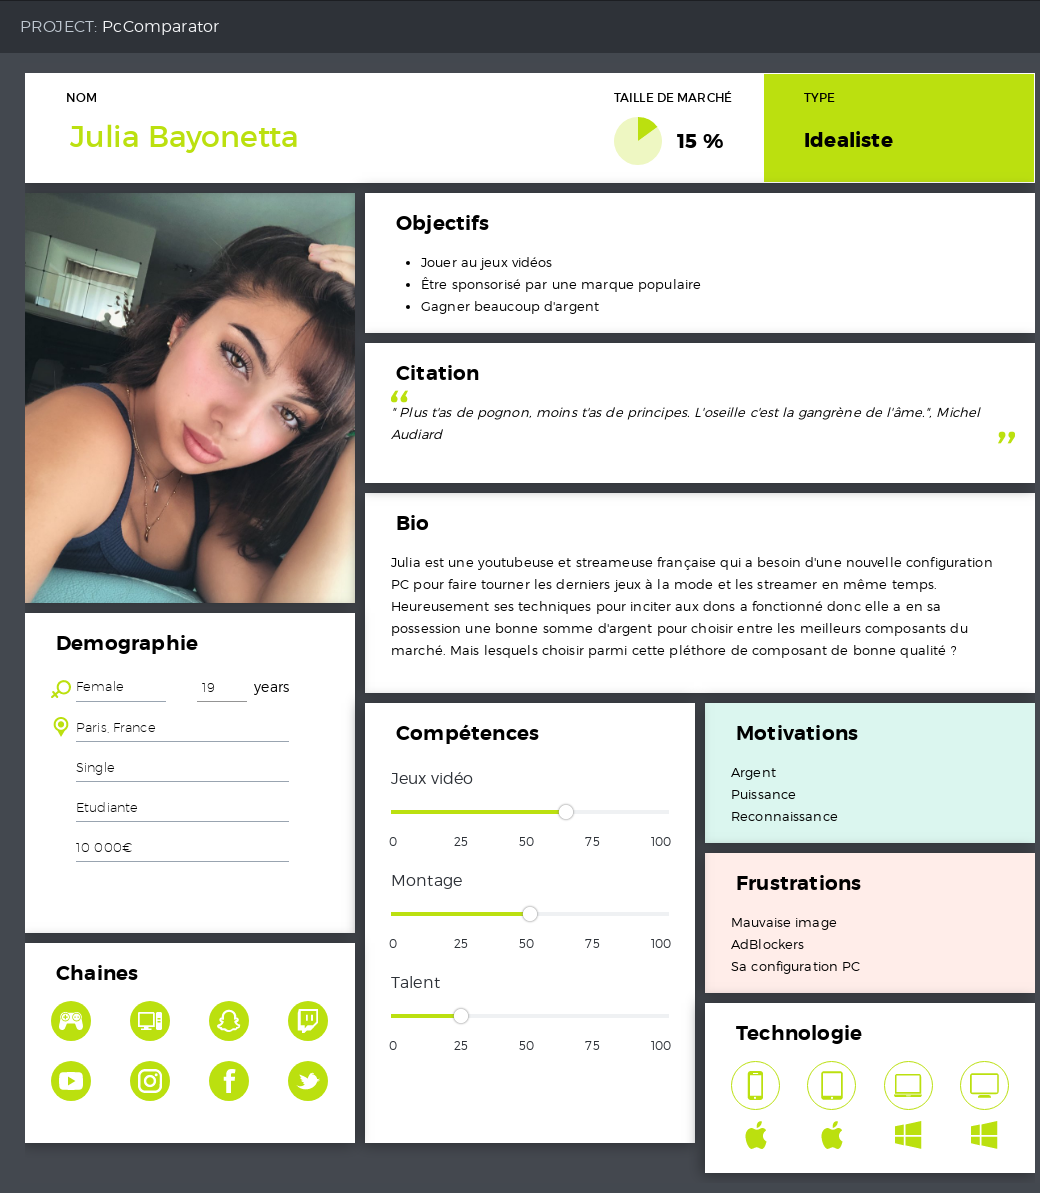 PROJECT: PcComparator
NOM
TAILLE DE MARCHÉ
TYPE
Julia Bayonetta
15 %
Idealiste
Objectifs
• Jouer au jeux vidéos
• Être sponsorisé par une marque populaire
• Gagner beaucoup d'argent
Citation
“
" Plus t'as de pognon, moins t'as de principes. L'oseille c'est la gangrène de l'âme.", Michel
Audiard
”
Bio
Julia est une youtubeuse et streameuse française qui a besoin d'une nouvelle configuration
PC pour faire tourner les derniers jeux à la mode et les streamer en même temps.
Heureusement ses techniques pour inciter aux dons a fonctionné donc elle a en sa
possession une bonne somme d'argent pour choisir entre les meilleurs composants du
marché. Mais lesquels choisir parmi cette pléthore de composant de bonne qualité ?
Demographie
Female 19 years
Paris, France
Single
Etudiante
10 000€
Chaines
Compétences
Jeux vidéo
0 25 50 75 100
Montage
0 25 50 75 100
Talent
0 25 50 75 100
Motivations
Argent
Puissance
Reconnaissance
Frustrations
Mauvaise image
AdBlockers
Sa configuration PC
Technologie